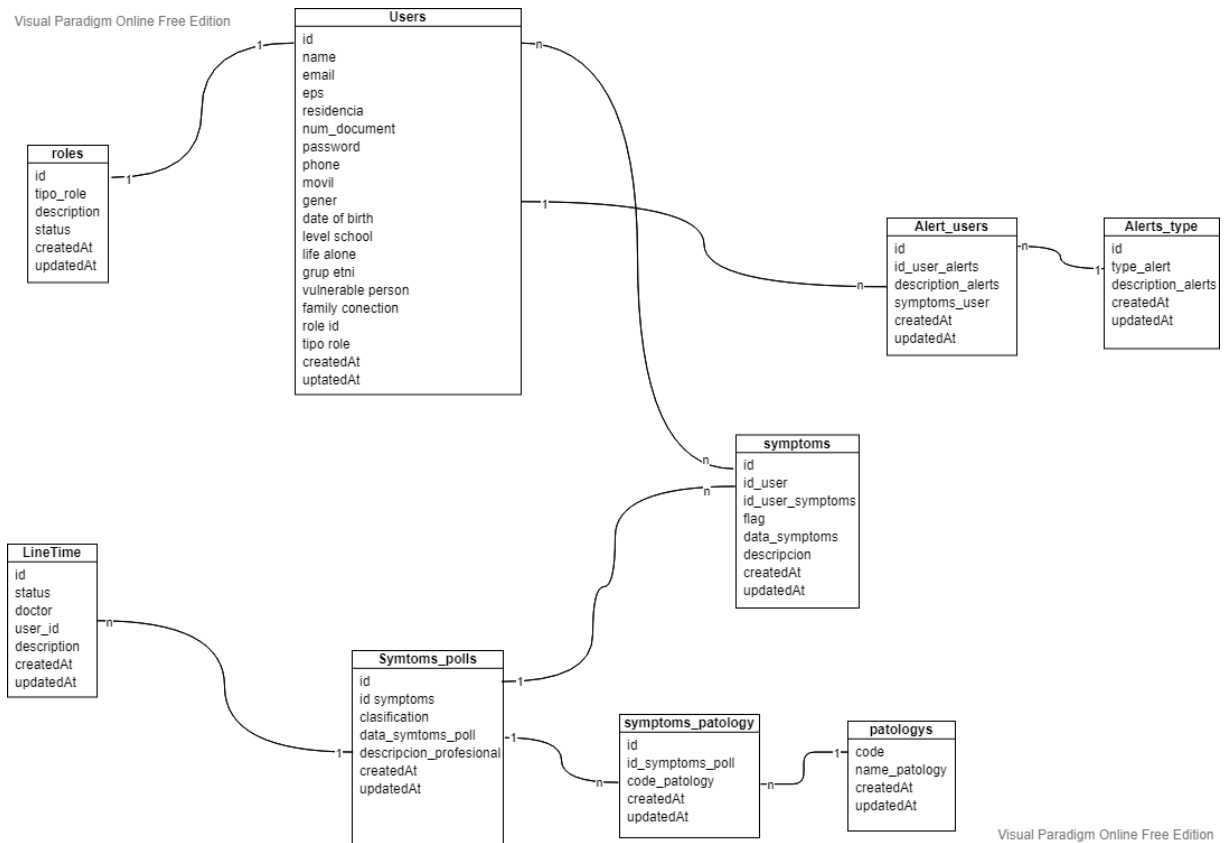 Visual Paradigm Online Free Edition
Users
id
name
email
eps
residencia
num_document
password
phone
movil
gener
date of birth
level school
life alone
grup etni
vulnerable person
family conection
role id
tipo role
createdAt
uptatedAt
1
n
1
roles
id
tipo_role
description
status
createdAt
updatedAt
1
Alert_users
id
id_user_alerts
description_alerts
symptoms_user
createdAt
updatedAt
n
n
Alerts_type
id
type_alert
description_alerts
createdAt
updatedAt
1
symptoms
id
id_user
id_user_symptoms
flag
data_symptoms
descripcion
createdAt
updatedAt
n
n
LineTime
id
status
doctor
user_id
description
createdAt
updatedAt
n
Symtoms_polls
id
id symptoms
clasification
data_symtoms_poll
descripcion_profesional
createdAt
updatedAt
1
1
1
symptoms_patology
id
id_symptoms_poll
code_patology
createdAt
updatedAt
n
n
patologys
code
name_patology
createdAt
updatedAt
1
Visual Paradigm Online Free Edition